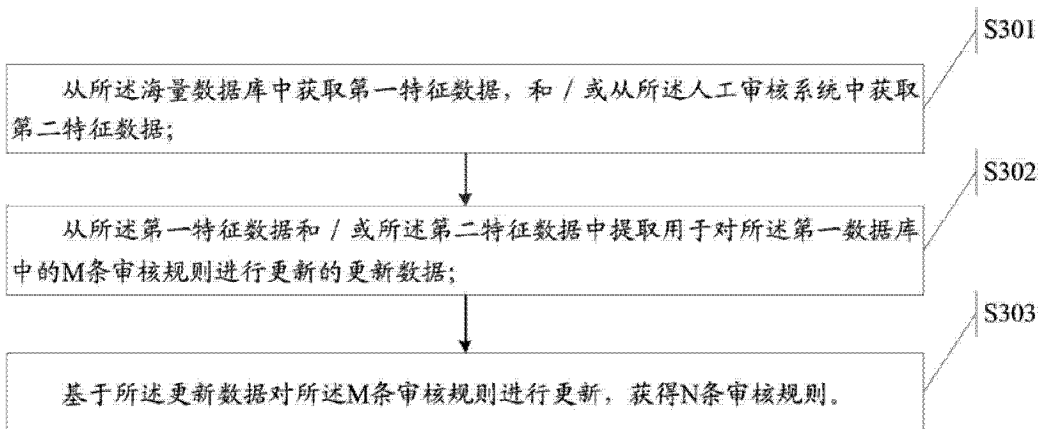 S301
从所述海量数据库中获取第一特征数据，和／或从所述人工审核系统中获取
第二特征数据；
S302
从所述第一特征数据和／或所述第二特征数据中提取用于对所述第一数据库
中的M条审核规则进行更新的更新数据；
S303
基于所述更新数据对所述M条审核规则进行更新，获得N条审核规则。